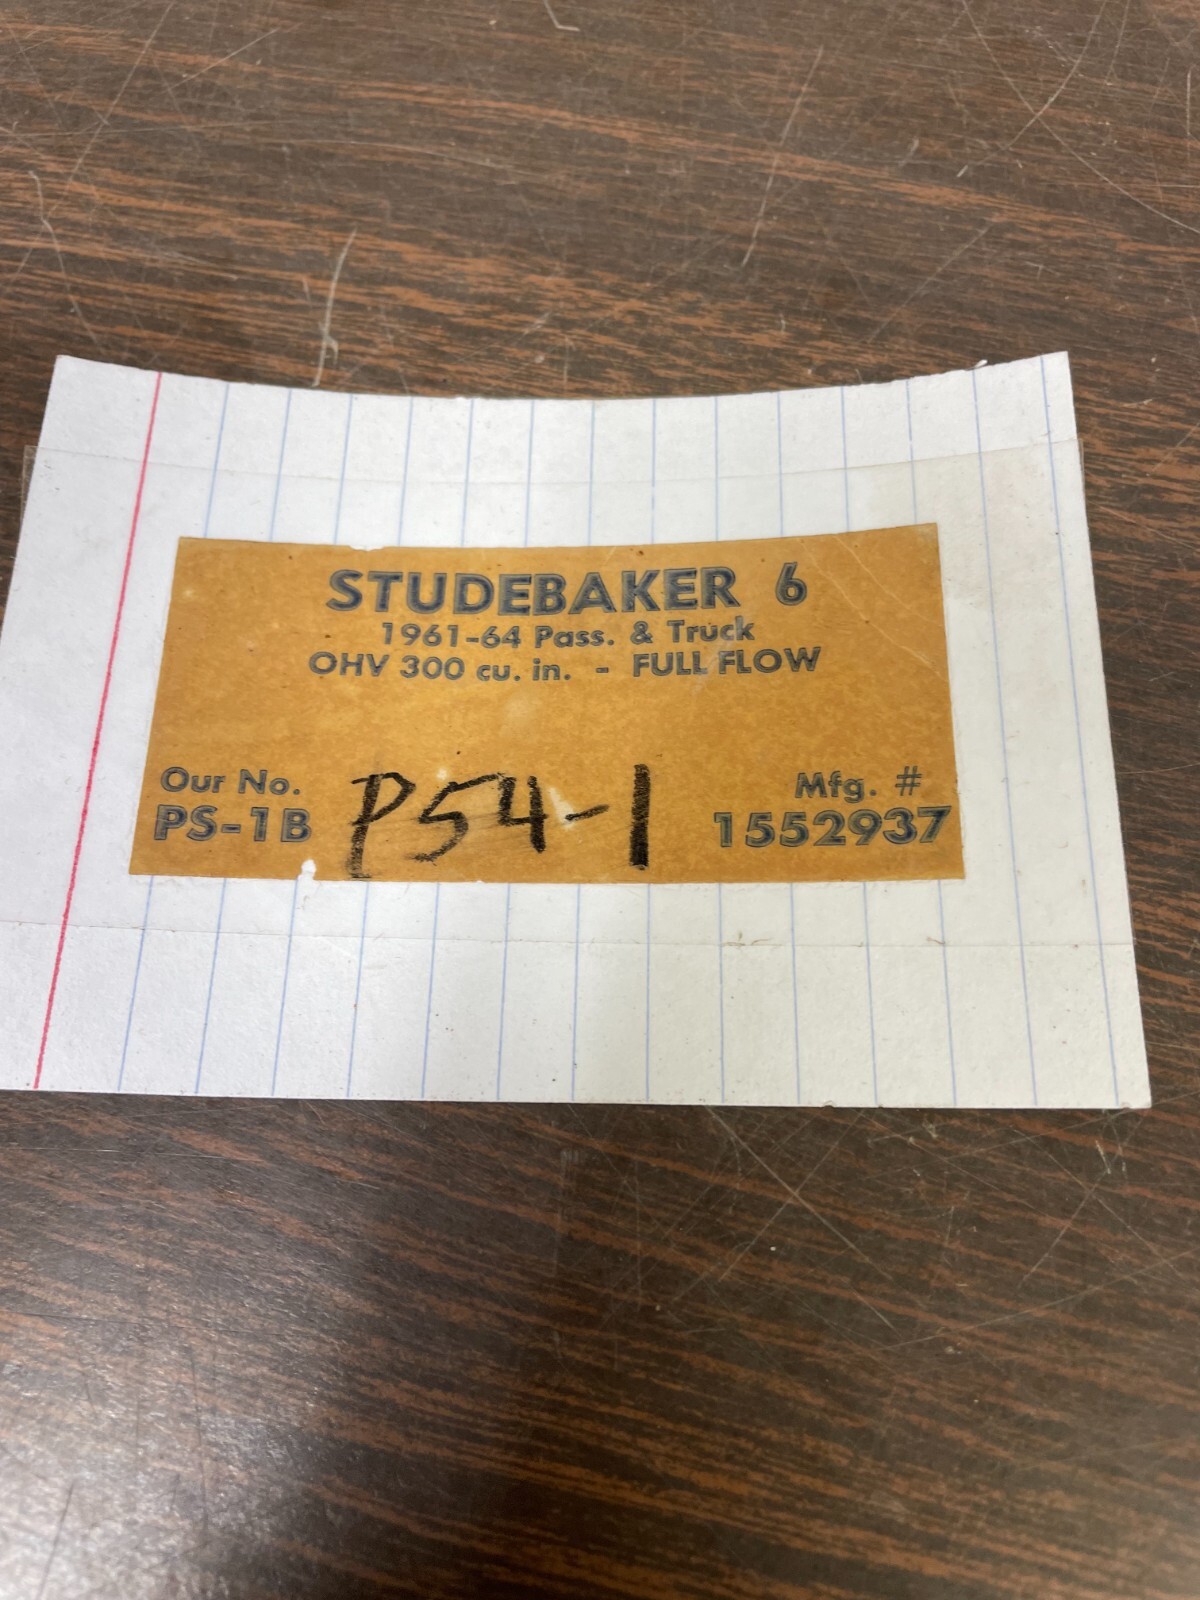 STUDEBAKER 6
1961-64 Pass. & Truck
OHV 300 cu. in. - FULL FLOW
Our No.
PS-1B
P54-1
Mfg. #
1552937